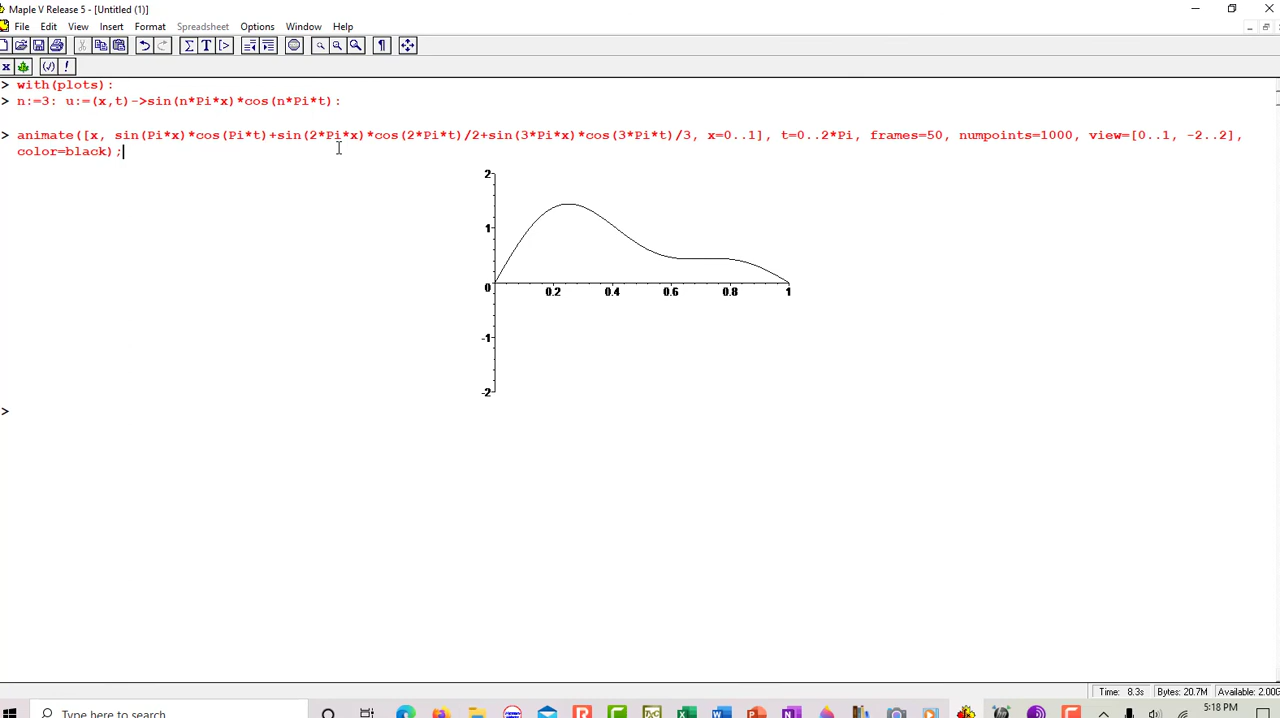 Maple V Release 5 - [Untitled (1)]
File Edit View Insert Format Spreadsheet Options Window Help
> with(plots):
> n:=3: u:=(x,t)->sin(n*Pi*x)*cos(n*Pi*t):
> animate([x, sin(Pi*x)*cos(Pi*t)+sin(2*Pi*x)*cos(2*Pi*t)/2+sin(3*Pi*x)*cos(3*Pi*t)/3, x=0..1], t=0..2*Pi, frames=50, numpoints=1000, view=[0..1, -2..2],
color=black);
2
1
0
0.2 0.4 0.6 0.8 1
-1
-2
>
Time: 8.3s Bytes: 20.7M Available: 2.00
Type here to search
5:18 PM